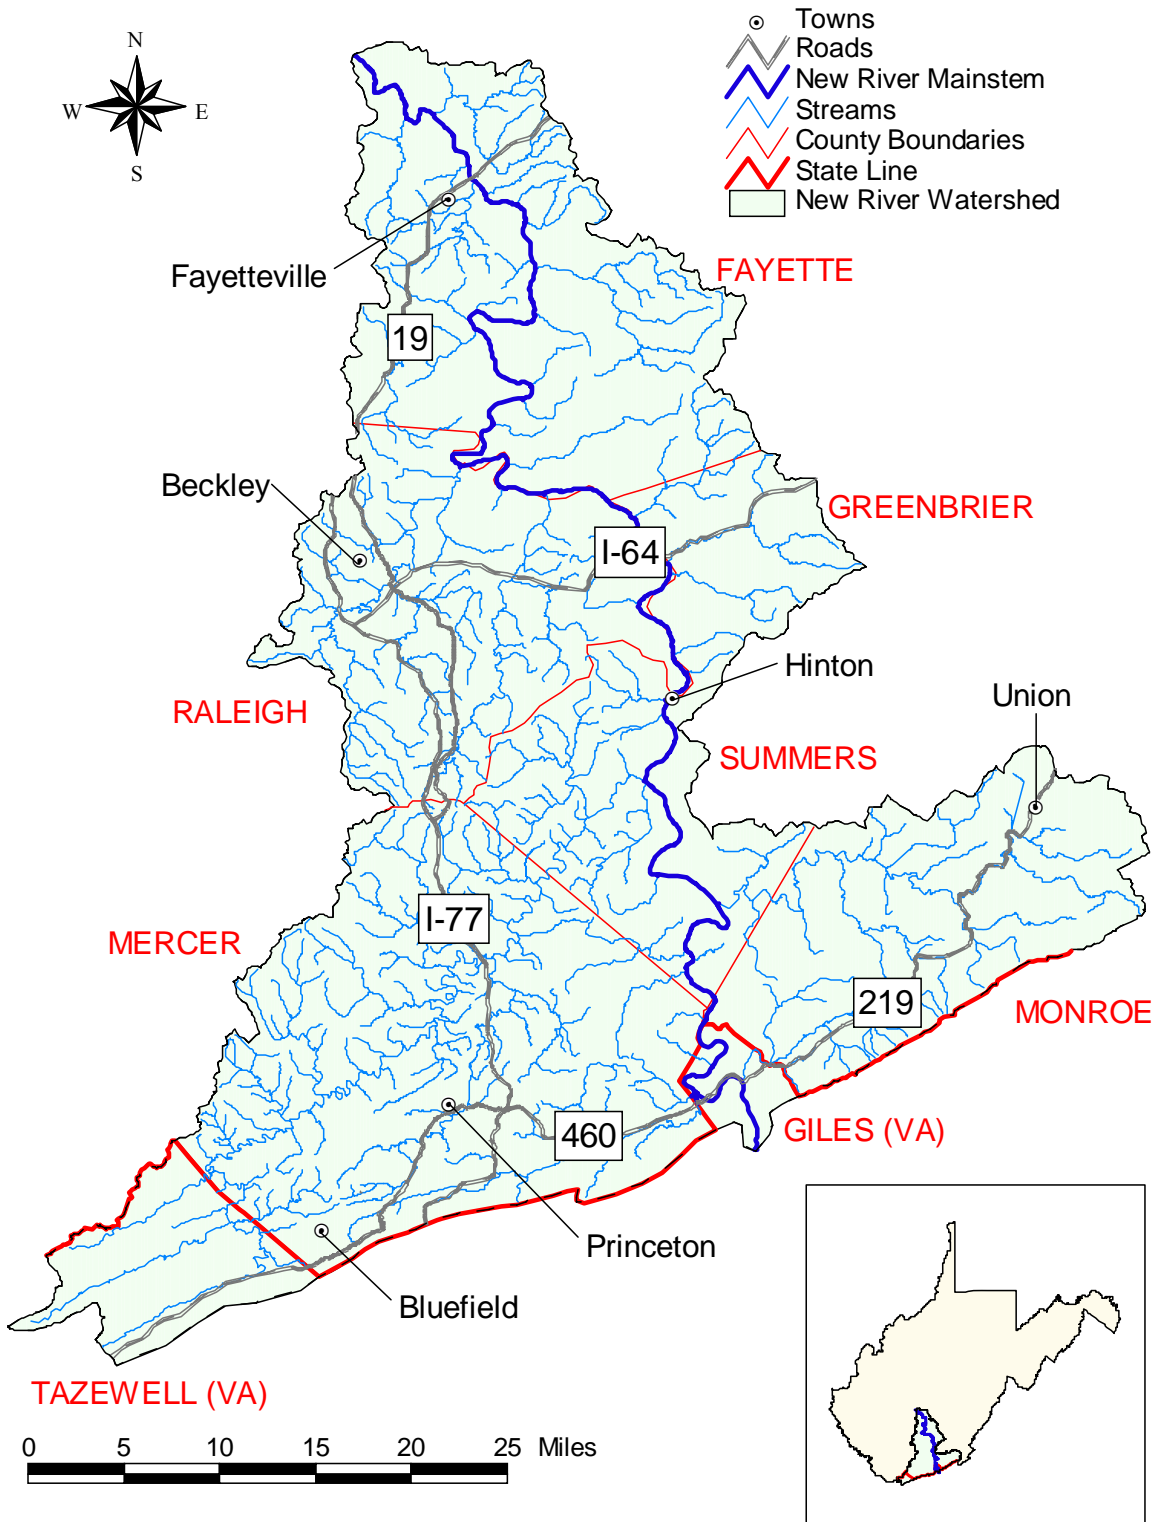 Towns
Roads
New River Mainstem
Streams
County Boundaries
State Line
New River Watershed
N
W
E
S
FAYETTE
Fayetteville
19
Beckley
GREENBRIER
I-64
Hinton
Union
RALEIGH
SUMMERS
I-77
MERCER
219
MONROE
460
GILES (VA)
Princeton
Bluefield
TAZEWELL (VA)
0 5 10 15 20 25 Miles